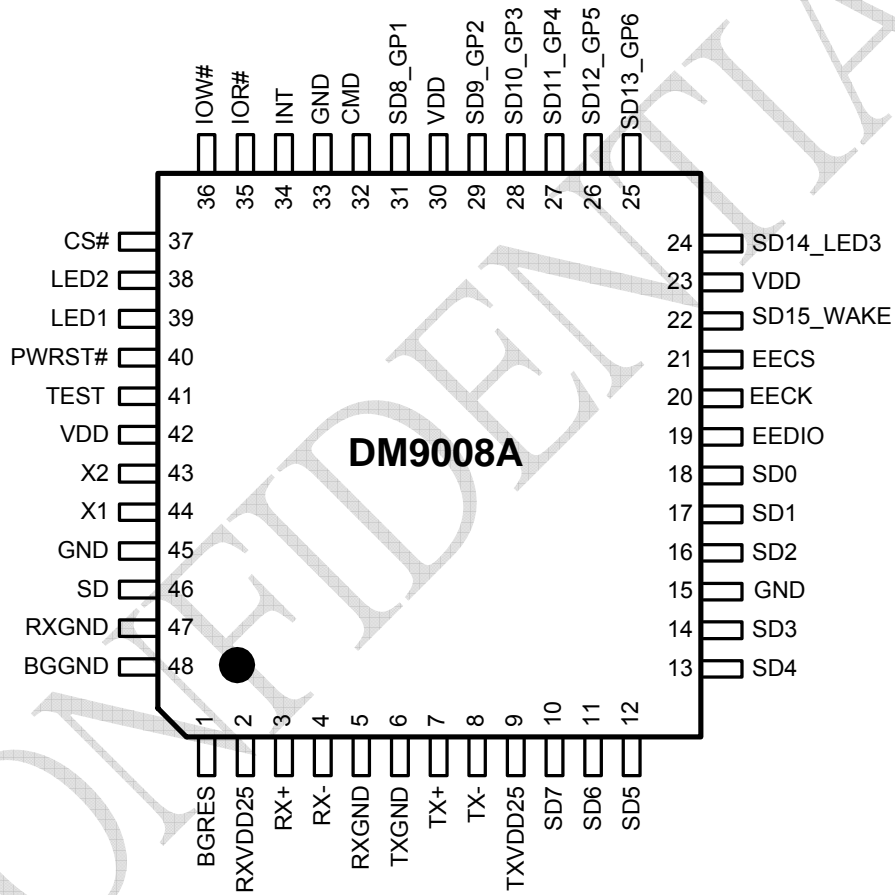 IOW# IOR# INT GND CMD SD8_GP1 VDD SD9_GP2 SD10_GP3 SD11_GP4 SD12_GP5 SD13_GP6
36 35 34 33 32 31 30 29 28 27 26 25
CS# 37
LED2 38
LED1 39
PWRST# 40
TEST 41
VDD 42
X2 43
X1 44
GND 45
SD 46
RXGND 47
BGGND 48
DM9008A
24 SD14_LED3
23 VDD
22 SD15_WAKE
21 EECS
20 EECK
19 EEDIO
18 SD0
17 SD1
16 SD2
15 GND
14 SD3
13 SD4
1 2 3 4 5 6 7 8 9 10 11 12
BGRES RXVDD25 RX+ RX- RXGND TXGND TX+ TX- TXVDD25 SD7 SD6 SD5
ONFIDENTIA